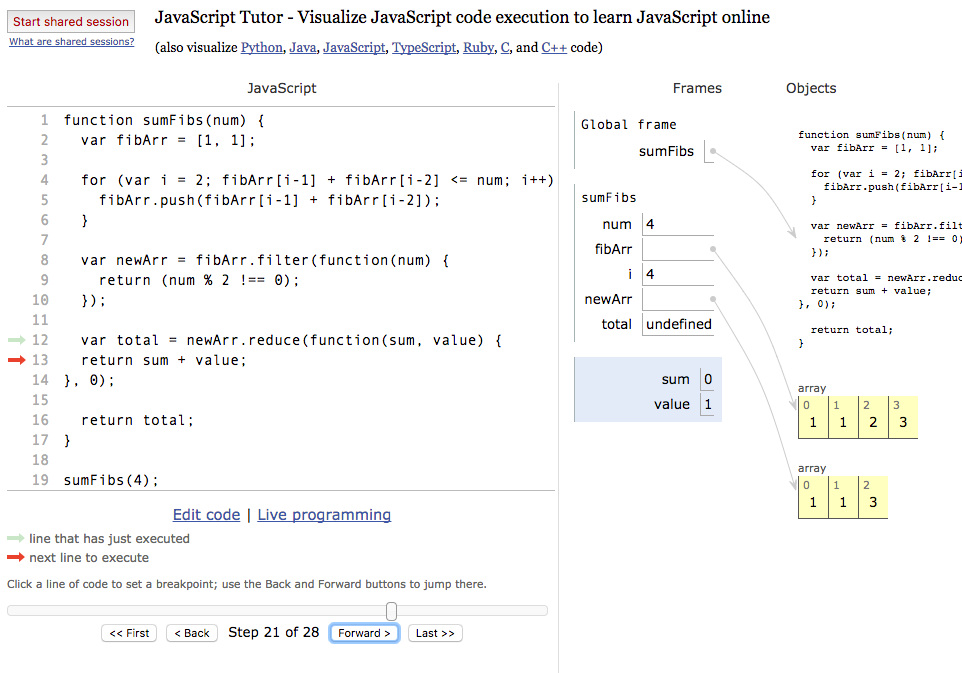 Start shared session
What are shared sessions?
JavaScript Tutor - Visualize JavaScript code execution to learn JavaScript online
(also visualize Python, Java, JavaScript, TypeScript, Ruby, C, and C++ code)
JavaScript
1 function sumFibs(num) {
2   var fibArr = [1, 1];
3
4   for (var i = 2; fibArr[i-1] + fibArr[i-2] <= num; i++)
5     fibArr.push(fibArr[i-1] + fibArr[i-2]);
6   }
7
8   var newArr = fibArr.filter(function(num) {
9     return (num % 2 !== 0);
10   });
11
12   var total = newArr.reduce(function(sum, value) {
13   return sum + value;
14 }, 0);
15
16   return total;
17 }
18
19 sumFibs(4);
Edit code | Live programming
line that has just executed
next line to execute
Click a line of code to set a breakpoint; use the Back and Forward buttons to jump there.
<< First < Back Step 21 of 28 Forward > Last >>
Frames Objects
Global frame
sumFibs
sumFibs
num 4
fibArr
i 4
newArr
total undefined
sum 0
value 1
function sumFibs(num) {
  var fibArr = [1, 1];
  for (var i = 2; fibArr[i
    fibArr.push(fibArr[i-1
  }
  var newArr = fibArr.filt
    return (num % 2 !== 0)
  });
  var total = newArr.reduc
  return sum + value;
}, 0);
  return total;
}
array
0 1 2 3
1 1 2 3
array
0 1 2
1 1 3